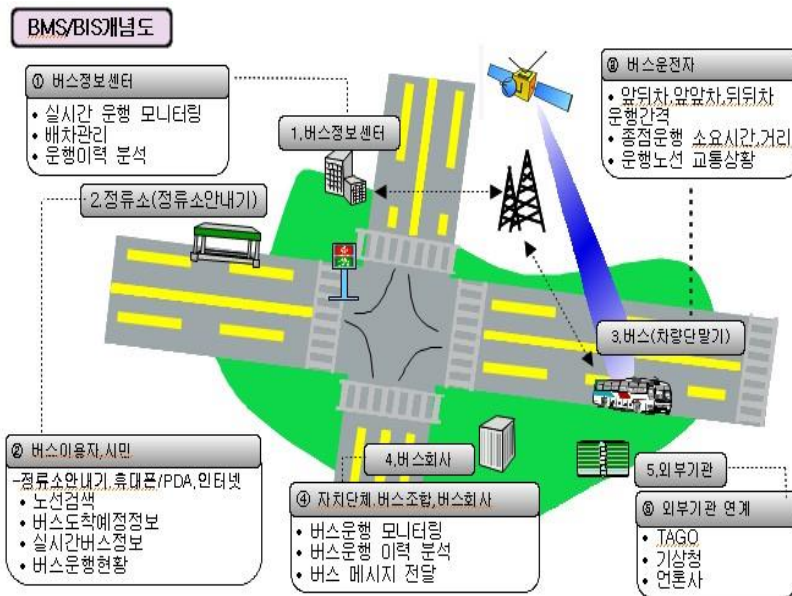 BMS/BIS개념도
① 버스정보센터
• 실시간 운행 모니터링
• 배차관리
• 운행이력 분석
1.버스정보센터
③ 버스운전자
• 앞뒤차,앞앞차,뒤뒤차
운행간격
• 종점운행 소요시간,거리
• 운행노선 교통상황
2.정류소(정류소안내기)
3.버스(차량단말기)
② 버스이용자,시민
-정류소안내기,휴대폰/PDA,인터넷
• 노선검색
• 버스도착예정정보
• 실시간버스정보
• 버스운행현황
4.버스회사
④ 자치단체,버스조합,버스회사
• 버스운행 모니터링
• 버스운행 이력 분석
• 버스 메시지 전달
5.외부기관
⑤ 외부기관 연계
• TAGO
• 기상청
• 언론사